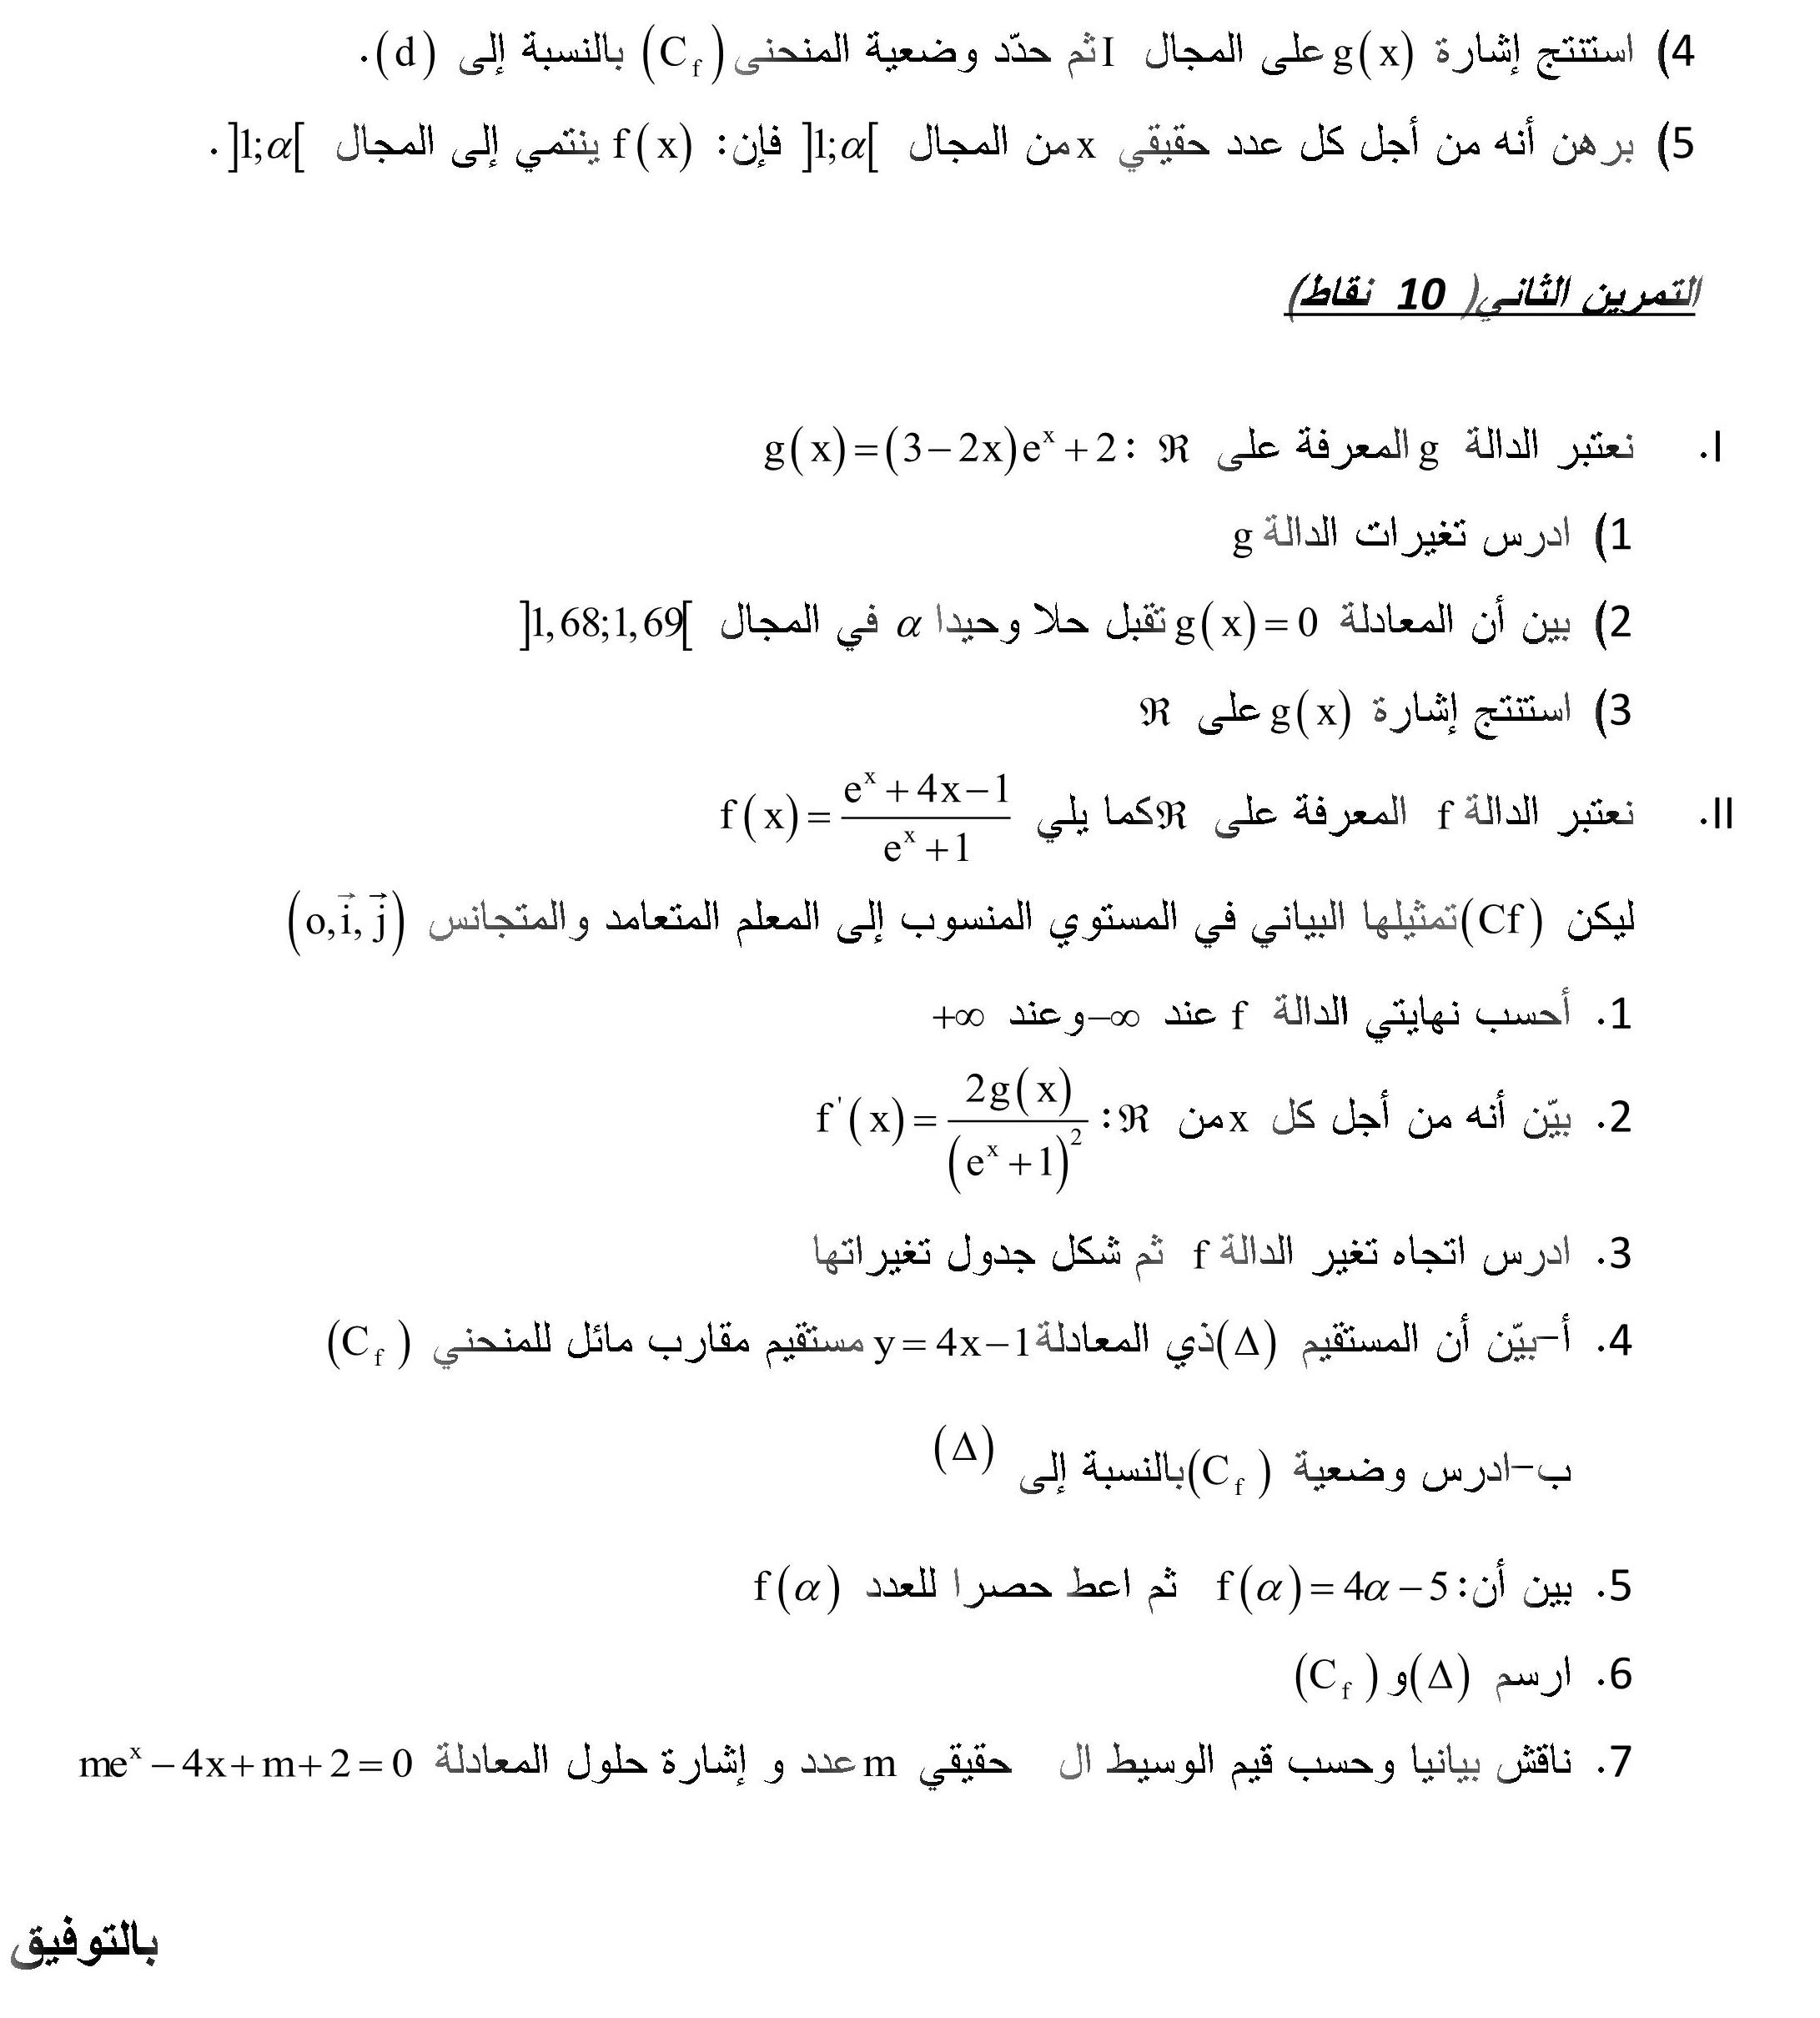 4) استنتج إشارة g(x) على المجال I ثم حدّد وضعية المنحنى (C_f) بالنسبة إلى (d).
5) برهن أنه من أجل كل عدد حقيقي x من المجال ]1;α[ فإن: f(x) ينتمي إلى المجال ]1;α[.
التمرين الثاني( 10 نقاط)
I. نعتبر الدالة g المعرفة على ℜ : g(x)=(3−2x)e^x+2
1) ادرس تغيرات الدالة g
2) بين أن المعادلة g(x)=0 تقبل حلا وحيدا α في المجال ]1,68;1,69[
3) استنتج إشارة g(x) على ℜ
II. نعتبر الدالة f المعرفة على ℜ كما يلي f(x)=(e^x+4x−1)/(e^x+1)
ليكن (Cf) تمثيلها البياني في المستوي المنسوب إلى المعلم المتعامد والمتجانس (o,i⃗,j⃗)
1. أحسب نهايتي الدالة f عند −∞ وعند +∞
2. بيّن أنه من أجل كل x من ℜ: f'(x)=2g(x)/(e^x+1)^2
3. ادرس اتجاه تغير الدالة f ثم شكل جدول تغيراتها
4. أ–بيّن أن المستقيم (Δ) ذي المعادلة y=4x−1 مستقيم مقارب مائل للمنحني (C_f)
ب–ادرس وضعية (C_f) بالنسبة إلى (Δ)
5. بين أن: f(α)=4α−5 ثم اعط حصرا للعدد f(α)
6. ارسم (Δ) و (C_f)
7. ناقش بيانيا وحسب قيم الوسيط ال حقيقي m عدد و إشارة حلول المعادلة me^x−4x+m+2=0
بالتوفيق